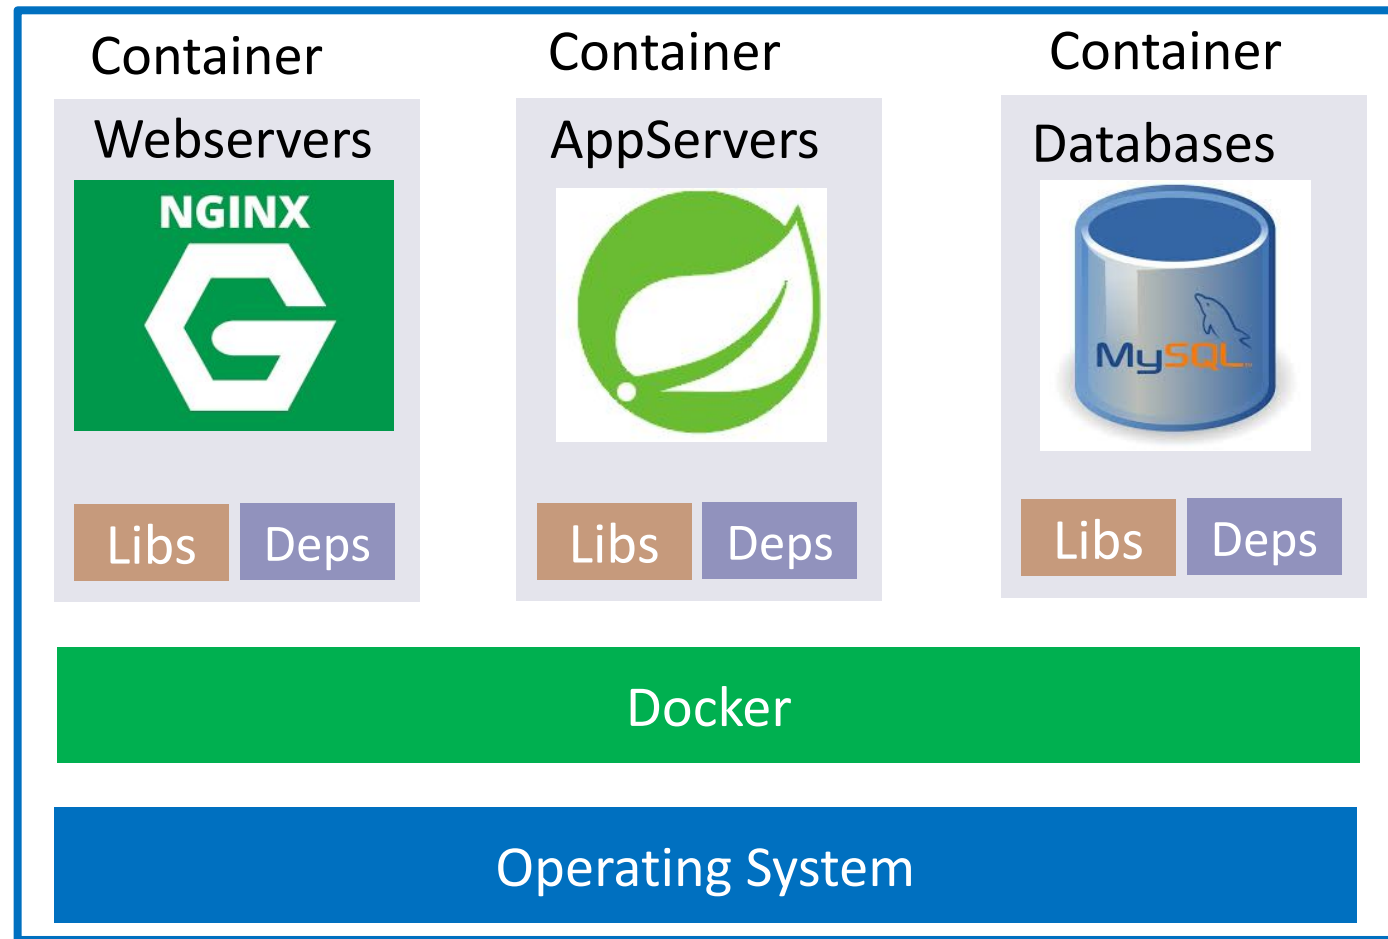 Container
Container
Container
Webservers
AppServers
Databases
NGINX
MySQL
Libs
Deps
Libs
Deps
Libs
Deps
Docker
Operating System